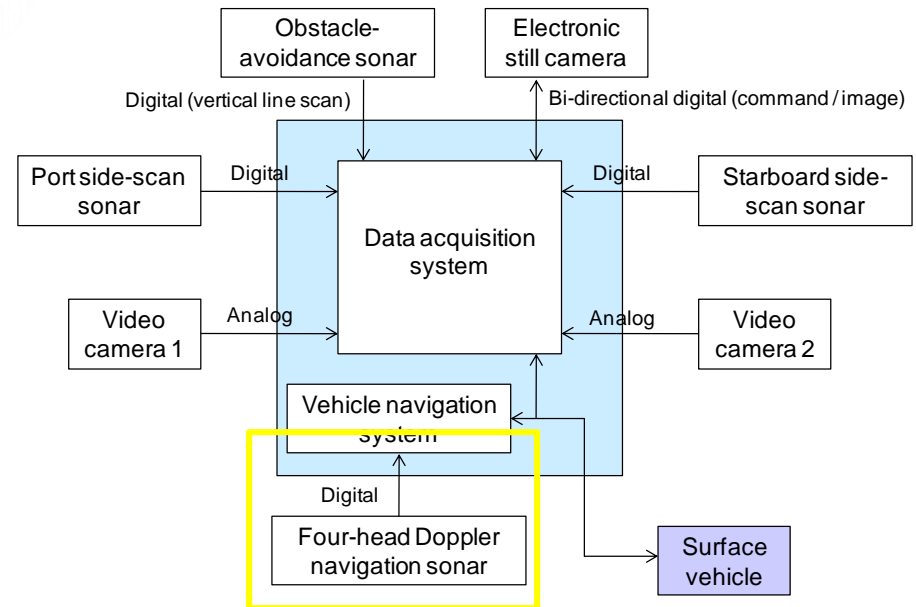 Obstacle-
avoidance sonar
Electronic
still camera
Digital (vertical line scan)
Bi-directional digital (command / image)
Port side-scan
sonar
Digital
Data acquisition
system
Digital
Starboard side-
scan sonar
Video
camera 1
Analog
Analog
Video
camera 2
Vehicle navigation
system
Digital
Four-head Doppler
navigation sonar
Surface
vehicle